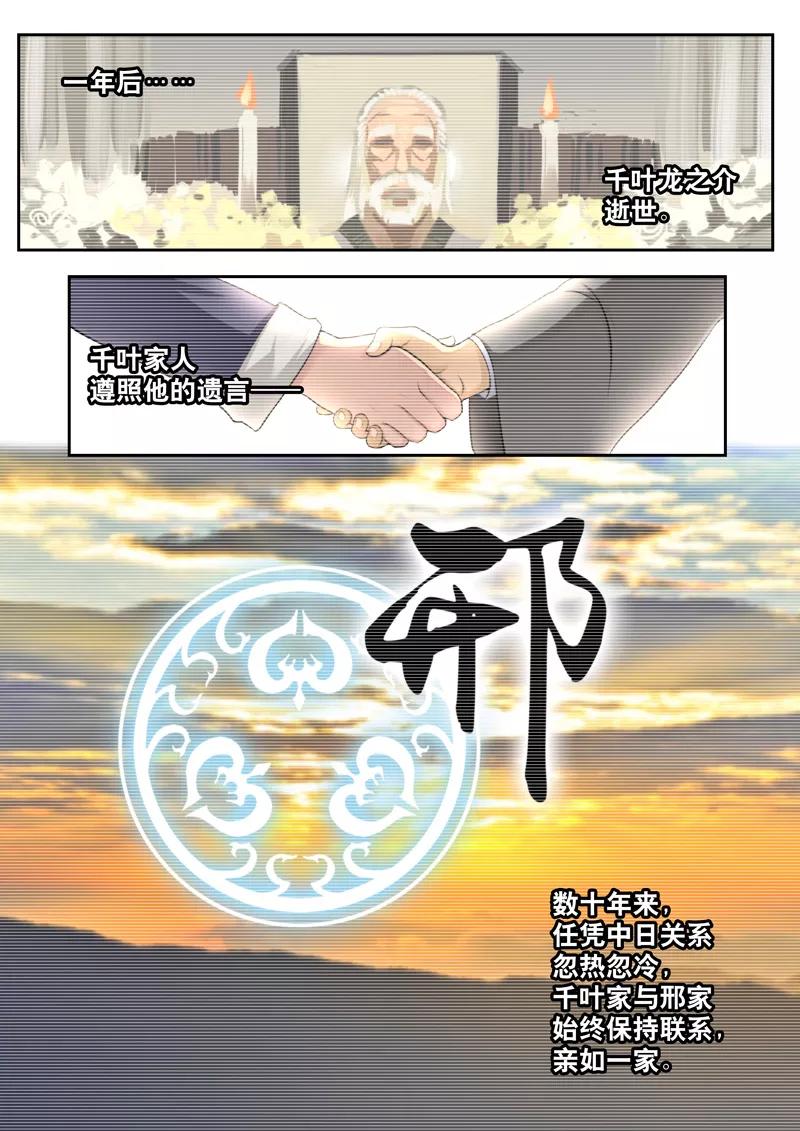 一年后……
千叶龙之介
逝世。
千叶家人
遵照他的遗言——
邢
数十年来，
任凭中日关系
忽热忽冷，
千叶家与邢家
始终保持联系，
亲如一家。